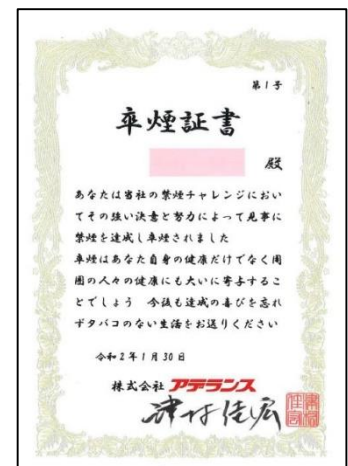 第1号
卒煙証書
殿
あなたは当社の禁煙チャレンジにおい
てその強い決意と努力によって見事に
禁煙を達成し卒煙されました
卒煙はあなた自身の健康だけでなく周
囲の人々の健康にも大いに寄与するこ
とでしょう 今後も達成の喜びを忘れ
ずタバコのない生活をお送りください
令和2年1月30日
株式会社 アデランス
津村佳宏